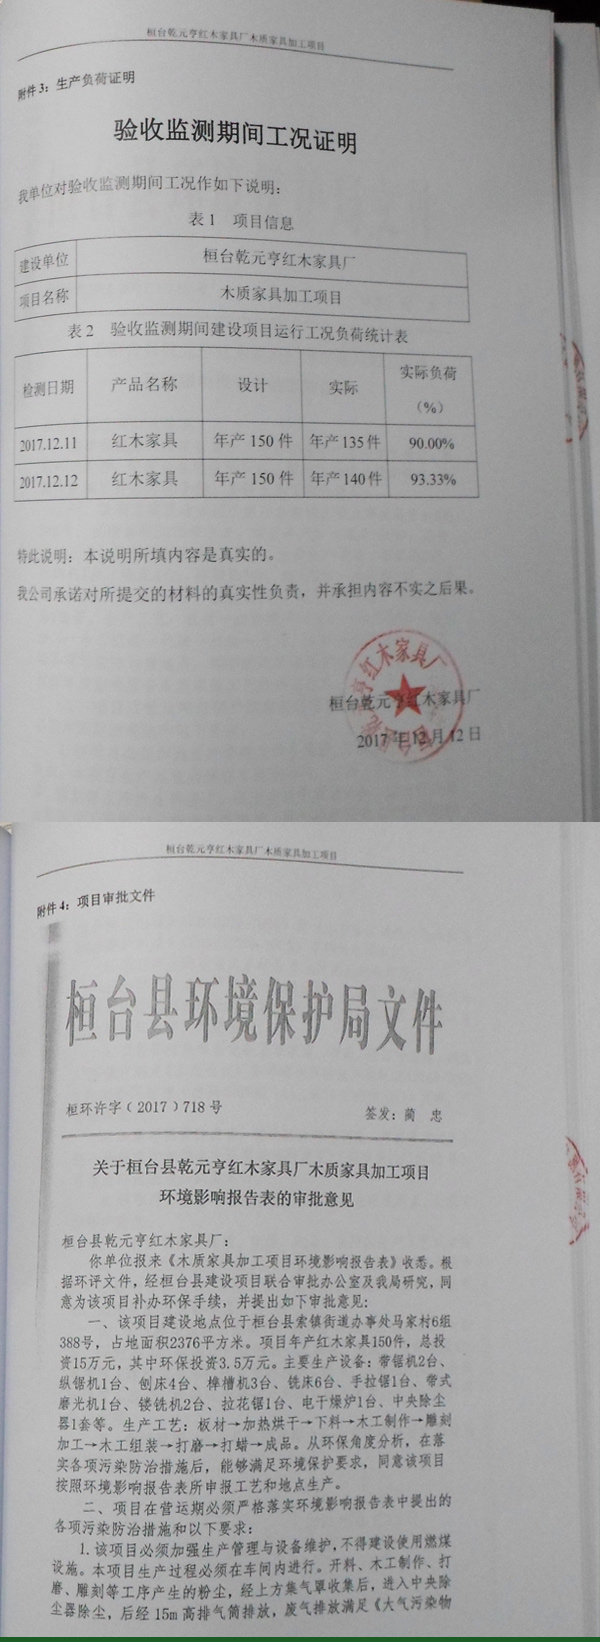 桓台乾元亨红木家具厂木质家具加工项目
附件3：生产负荷证明
验收监测期间工况证明
我单位对验收监测期间工况作如下说明：
表1 项目信息
建设单位 桓台乾元亨红木家具厂
项目名称 木质家具加工项目
表2 验收监测期间建设项目运行工况负荷统计表
检测日期 产品名称 设计 实际 实际负荷（%）
2017.12.11 红木家具 年产150件 年产135件 90.00%
2017.12.12 红木家具 年产150件 年产140件 93.33%
特此说明：本说明所填内容是真实的。
我公司承诺对所提交的材料的真实性负责，并承担内容不实之后果。
桓台乾元亨红木家具厂
2017年12月12日
桓台乾元亨红木家具厂木质家具加工项目
附件4：项目审批文件
桓台县环境保护局文件
桓环许字（2017）718号 签发：蔺 忠
关于桓台县乾元亨红木家具厂木质家具加工项目
环境影响报告表的审批意见
桓台县乾元亨红木家具厂：
你单位报来《木质家具加工项目环境影响报告表》收悉。根
据环评文件，经桓台县建设项目联合审批办公室及我局研究，同
意为该项目补办环保手续，并提出如下审批意见：
一、该项目建设地点位于桓台县索镇街道办事处马家村6组
388号，占地面积2376平方米。项目年产红木家具150件，总投
资15万元，其中环保投资3.5万元。主要生产设备：带锯机2台、
纵锯机1台、刨床4台、榫槽机3台、铣床6台、手拉锯1台、带式
磨光机1台、镂铣机2台、拉花锯1台、电干燥炉1台、中央除尘
器1套等。生产工艺：板材→加热烘干→下料→木工制作→雕刻
加工→木工组装→打磨→打蜡→成品。从环保角度分析，在落
实各项污染防治措施后，能够满足环境保护要求，同意该项目
按照环境影响报告表所申报工艺和地点生产。
二、项目在营运期必须严格落实环境影响报告表中提出的
各项污染防治措施和以下要求：
1.该项目必须加强生产管理与设备维护，不得建设使用燃煤
设施。本项目生产过程必须在车间内进行。开料、木工制作、打
磨、雕刻等工序产生的粉尘，经上方集气罩收集后，进入中央除
尘器除尘，后经15m高排气筒排放，废气排放满足《大气污染物